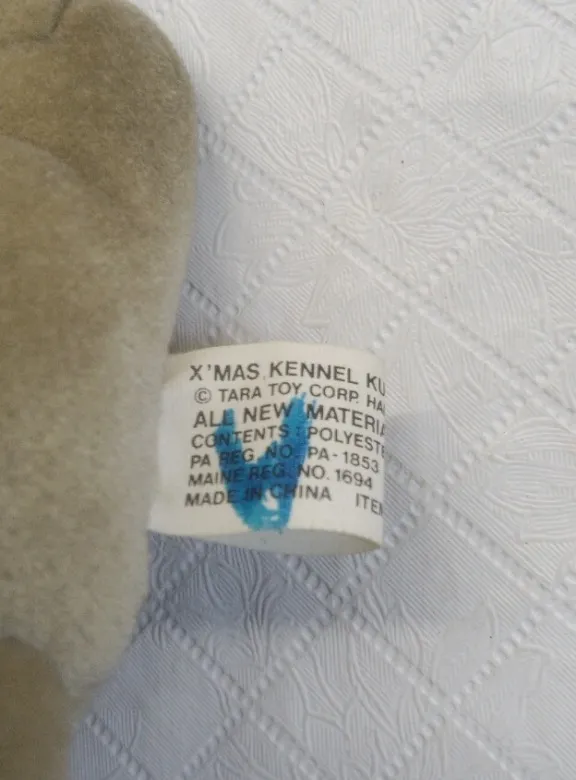 X'MAS KENNEL KU
© TARA TOY CORP. HA
ALL NEW MATERIA
CONTENTS : POLYESTE
PA REG. NO. PA-1853
MAINE REG. NO. 1694
MADE IN CHINA ITEM